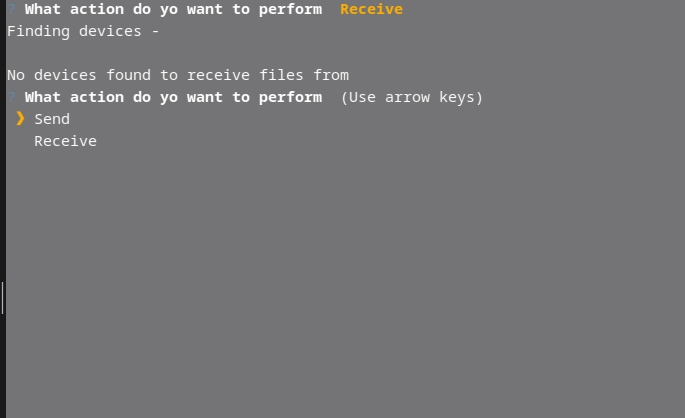 ? What action do yo want to perform  Receive
Finding devices -
No devices found to receive files from
? What action do yo want to perform  (Use arrow keys)
❯ Send
Receive